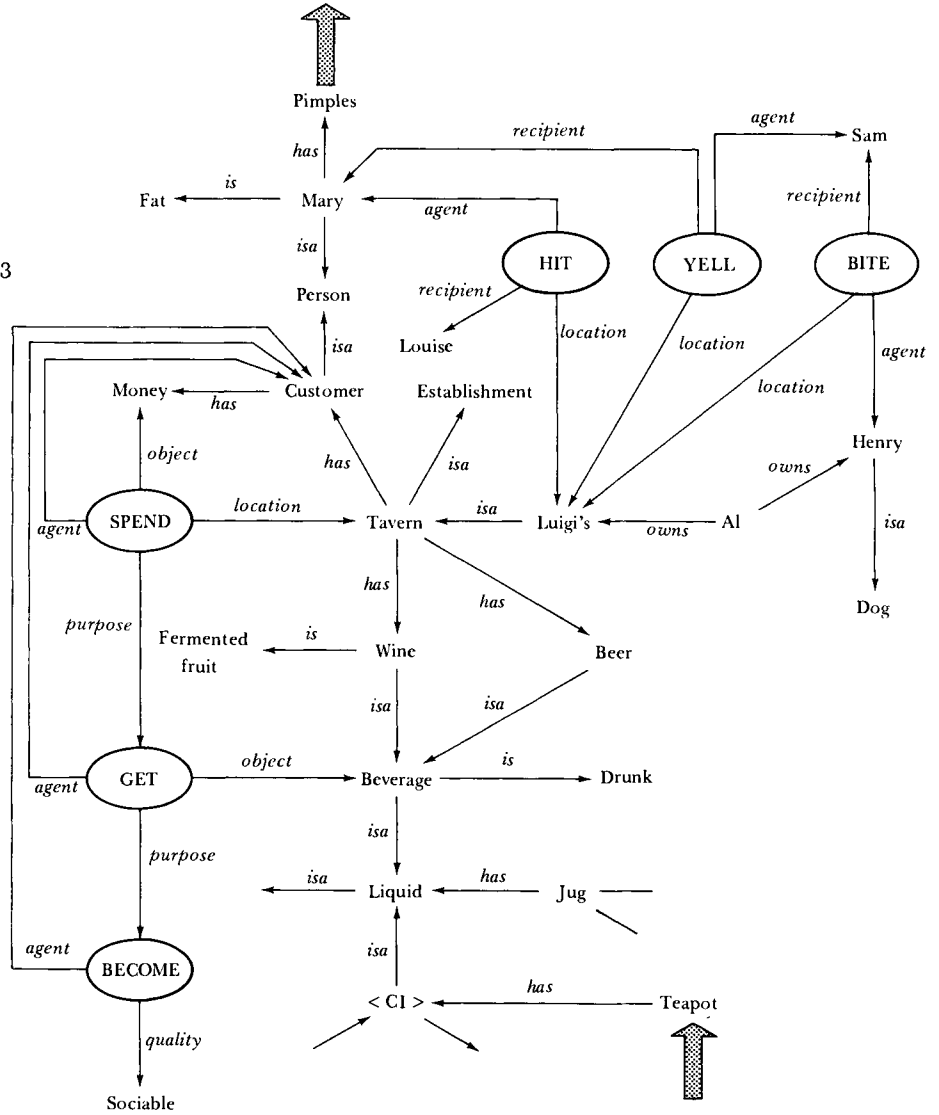 Pimples
recipient
agent
Sam
has
is
Fat
Mary
agent
recipient
isa
HIT
YELL
BITE
3
Person
recipient
isa
Louise
location
location
agent
Money
has
Customer
Establishment
location
object
has
isa
Henry
owns
agent
SPEND
location
Tavern
isa
Luigi's
owns
Al
isa
has
has
Dog
purpose
Fermented
fruit
is
Wine
Beer
isa
isa
agent
GET
object
Beverage
is
Drunk
isa
purpose
isa
Liquid
has
Jug
agent
BECOME
isa
has
< C1 >
Teapot
quality
Sociable